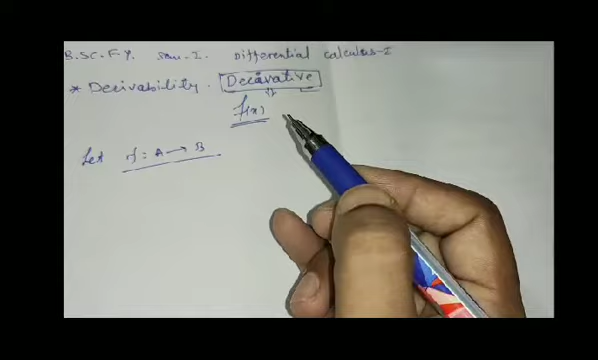 B.SC. F.Y. Sem-I. Differential calculus-I
* Derivability. Derivative
f(x)
Let f: A → B